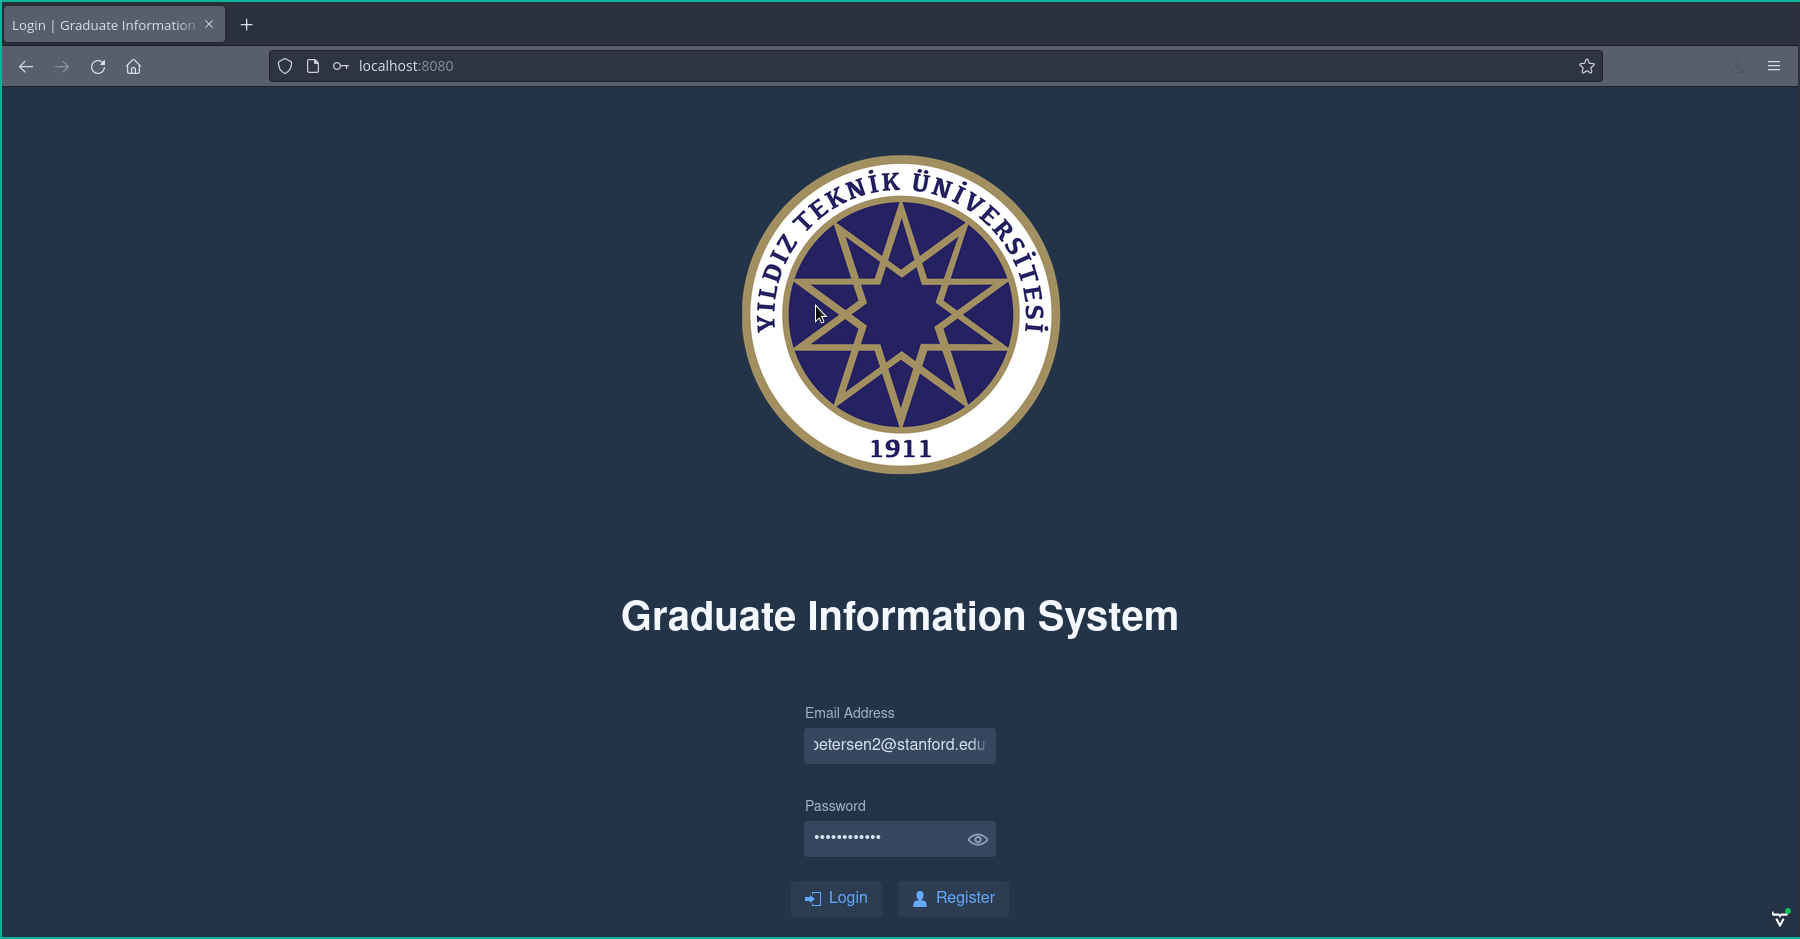 Login | Graduate Information
localhost:8080
YILDIZ TEKNİK ÜNİVERSİTESİ
1911
Graduate Information System
Email Address
petersen2@stanford.edu
Password
••••••••••••
Login
Register